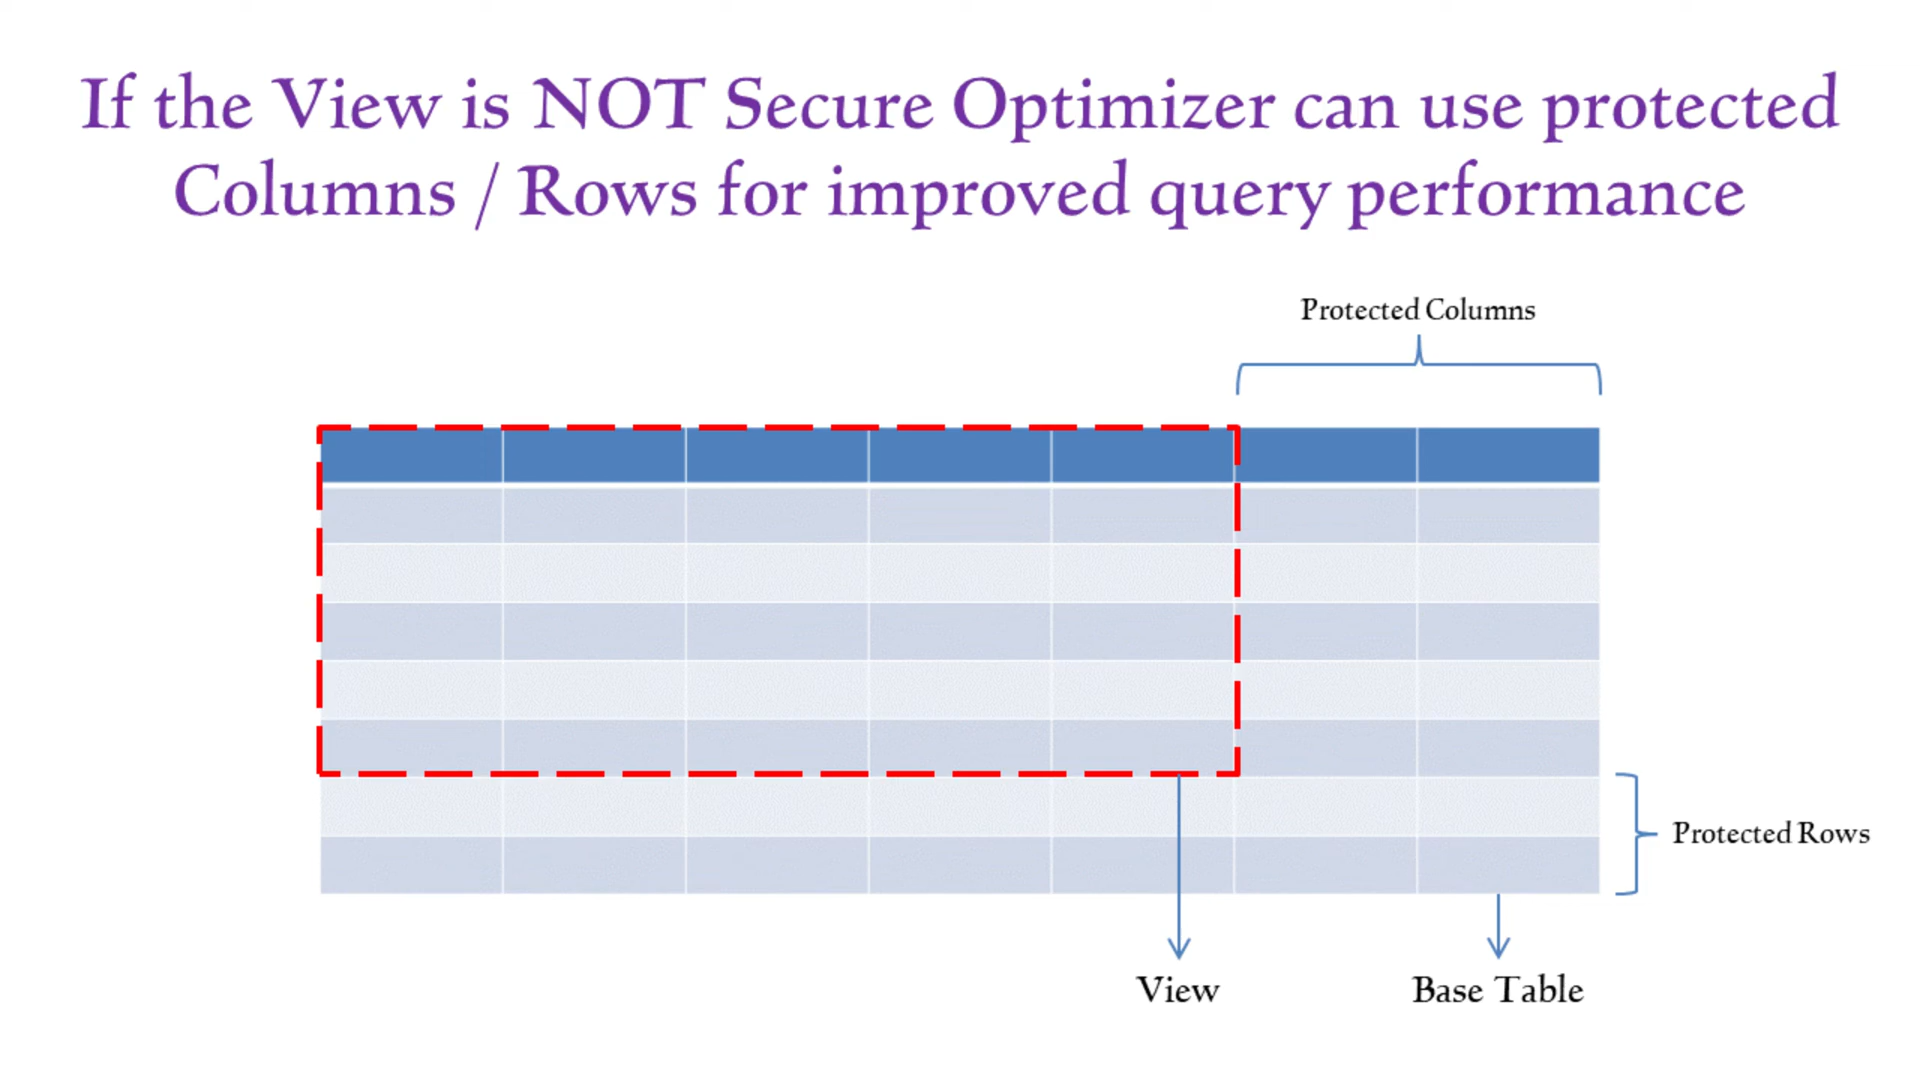 If the View is NOT Secure Optimizer can use protected
Columns / Rows for improved query performance
Protected Columns
Protected Rows
View
Base Table